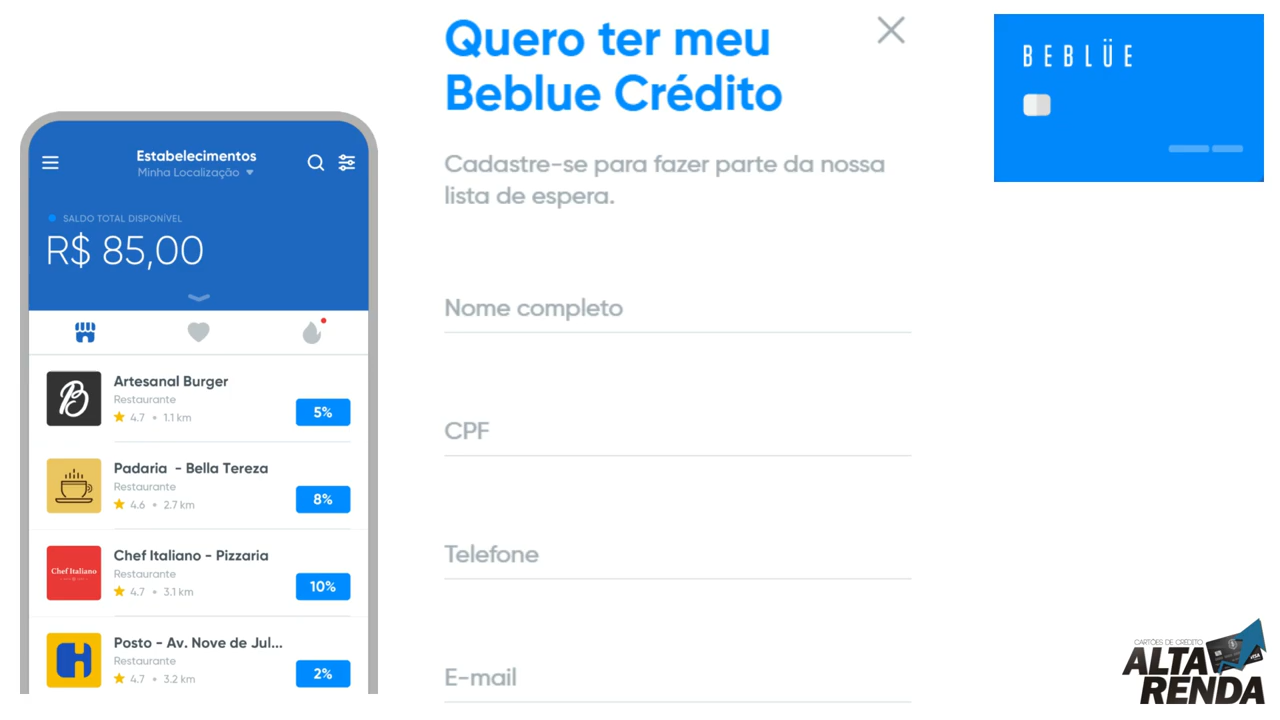 Estabelecimentos
Minha Localização
SALDO TOTAL DISPONÍVEL
R$ 85,00
Artesanal Burger
Restaurante
4.7 • 1.1 km
5%
Padaria - Bella Tereza
Restaurante
4.6 • 2.7 km
8%
Chef Italiano
Chef Italiano - Pizzaria
Restaurante
4.7 • 3.1 km
10%
Posto - Av. Nove de Jul...
Restaurante
4.7 • 3.2 km
2%
Quero ter meu
Beblue Crédito
Cadastre-se para fazer parte da nossa
lista de espera.
Nome completo
CPF
Telefone
E-mail
BEBLÜE
CARTÕES DE CRÉDITO
ALTA
RENDA
VISA